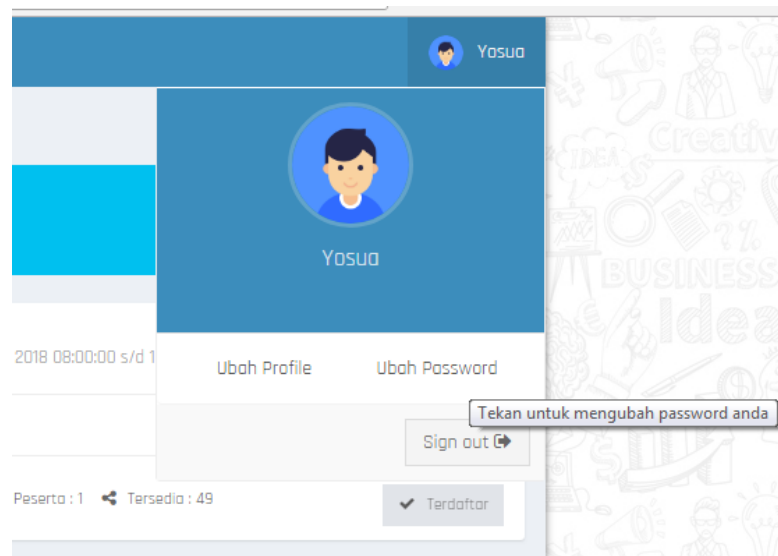 Yosua
Yosua
Ubah Profile
Ubah Password
Tekan untuk mengubah password anda
Sign out
2018 08:00:00 s/d 1
Peserta : 1
Tersedia : 49
Terdaftar
Creativ
IDEA
?%
BUSINESS
Idea